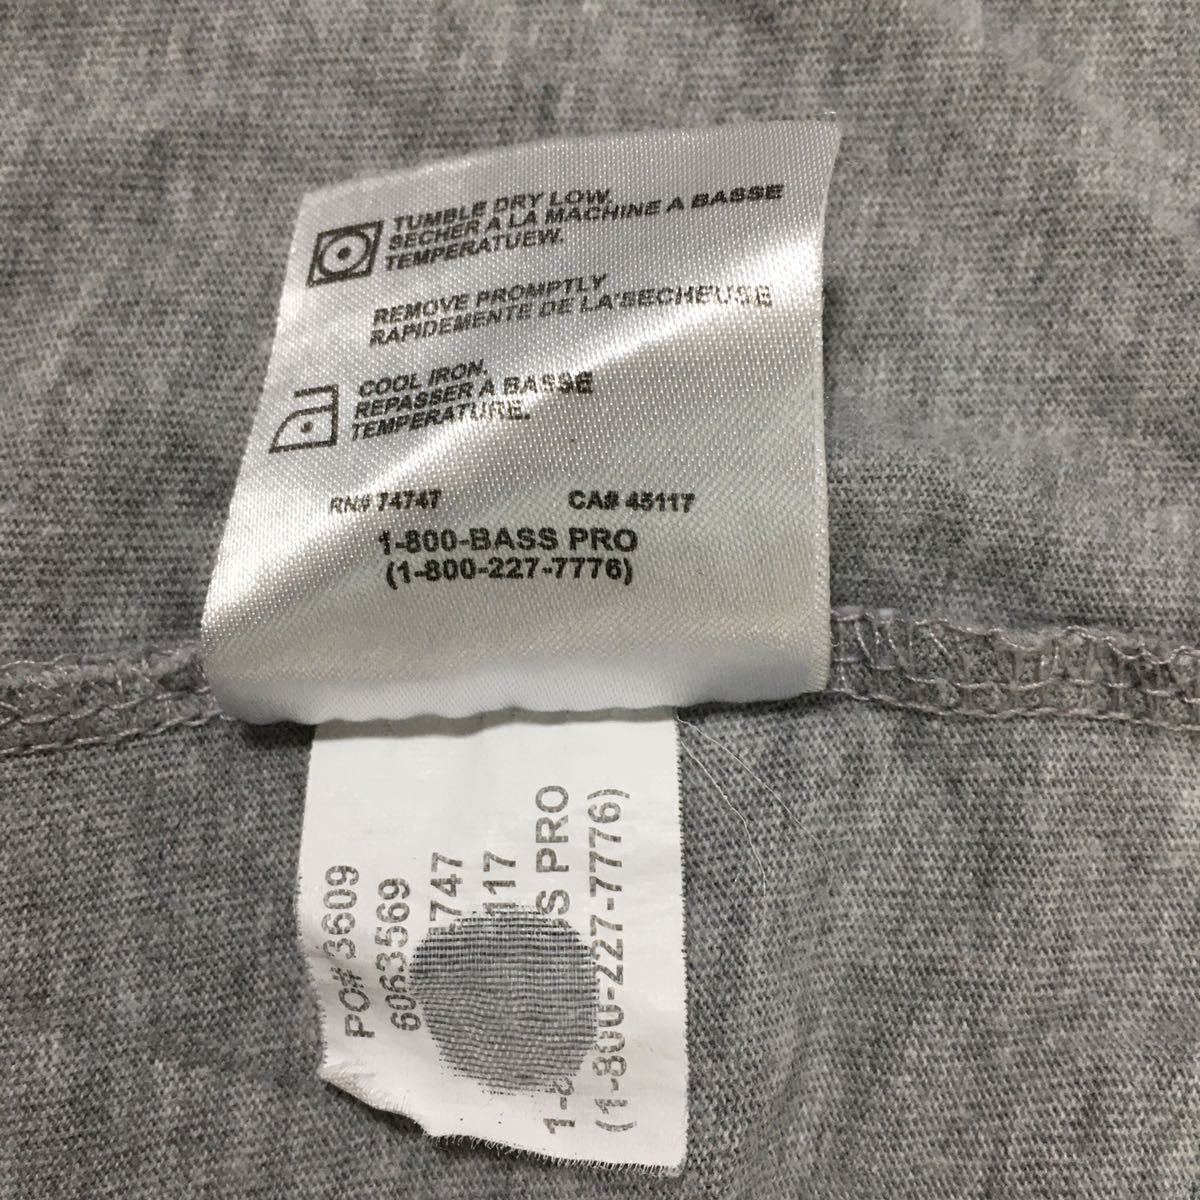 TUMBLE DRY LOW.
SECHER A LA MACHINE A BASSE
TEMPERATUEW.
REMOVE PROMPTLY
RAPIDEMENTE DE LA'SECHEUSE
COOL IRON.
REPASSER A BASSE
TEMPERATURE.
RN# 74747 CA# 45117
1-800-BASS PRO
(1-800-227-7776)
PO# 3609
6063569
PRO
(1-800-227-7776)